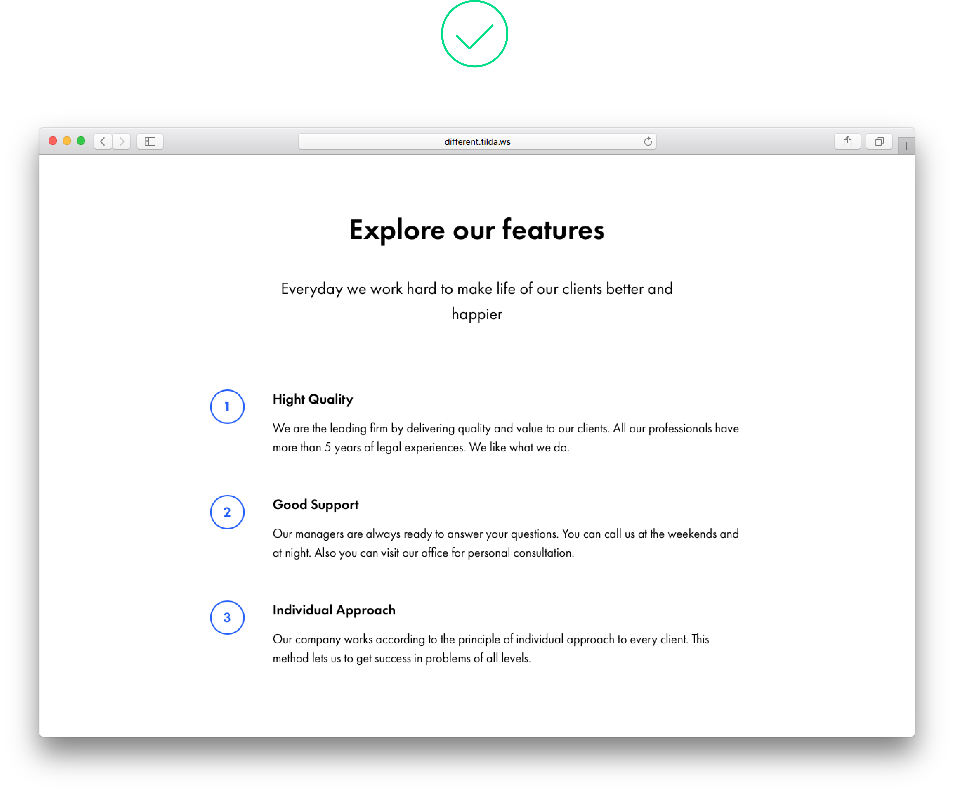 different.tilda.ws
Explore our features
Everyday we work hard to make life of our clients better and
happier
1
Hight Quality
We are the leading firm by delivering quality and value to our clients. All our professionals have
more than 5 years of legal experiences. We like what we do.
2
Good Support
Our managers are always ready to answer your questions. You can call us at the weekends and
at night. Also you can visit our office for personal consultation.
3
Individual Approach
Our company works according to the principle of individual approach to every client. This
method lets us to get success in problems of all levels.